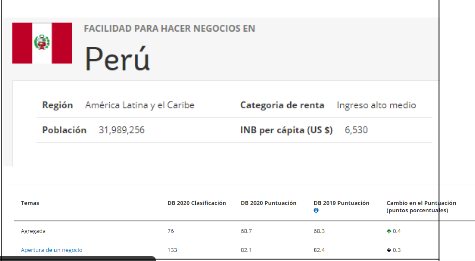 FACILIDAD PARA HACER NEGOCIOS EN
Perú
Región América Latina y el Caribe Categoria de renta Ingreso alto medio
Población 31,989,256 INB per cápita (US $) 6,530
Temas DB 2020 Clasificación DB 2020 Puntuación DB 2019 Puntuación Cambio en el Puntuación
(puntos porcentuales)
Agregada 76 68.7 68.3 0.4
Apertura de un negocio 133 82.1 82.4 0.3